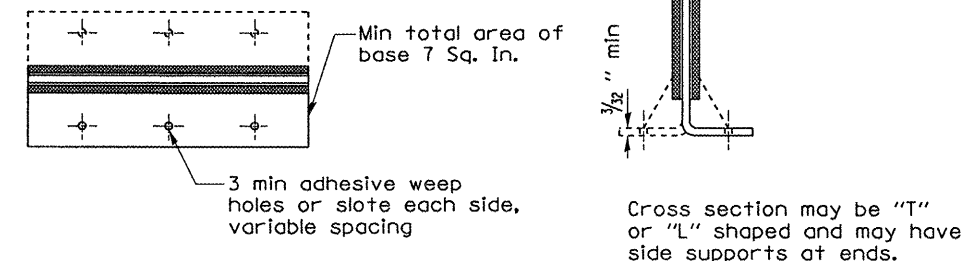 Min total area of
base 7 Sq. In.
3 min adhesive weep
holes or slote each side,
variable spacing
3/32" min
Cross section may be "T"
or "L" shaped and may have
side supports at ends.